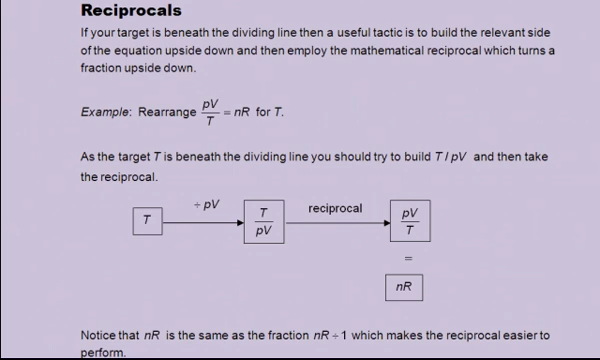 Reciprocals
If your target is beneath the dividing line then a useful tactic is to build the relevant side
of the equation upside down and then employ the mathematical reciprocal which turns a
fraction upside down.
Example: Rearrange pV/T = nR for T.
As the target T is beneath the dividing line you should try to build T / pV and then take
the reciprocal.
÷ pV reciprocal
T T/pV pV/T
=
nR
Notice that nR is the same as the fraction nR ÷ 1 which makes the reciprocal easier to
perform.